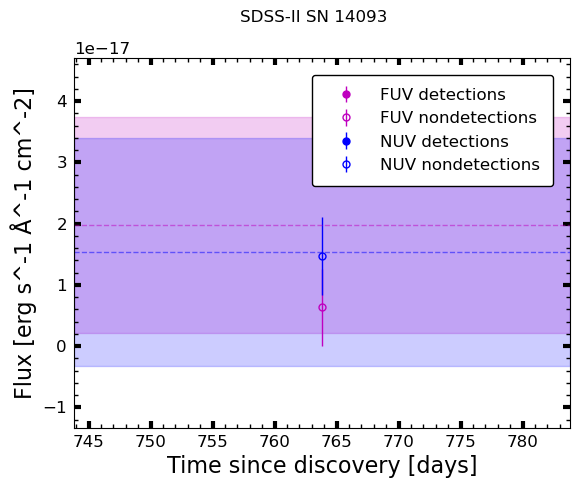 SDSS-II SN 14093
1e−17
FUV detections
FUV nondetections
NUV detections
NUV nondetections
4
3
2
1
0
−1
Flux [erg s^-1 Å^-1 cm^-2]
745 750 755 760 765 770 775 780
Time since discovery [days]